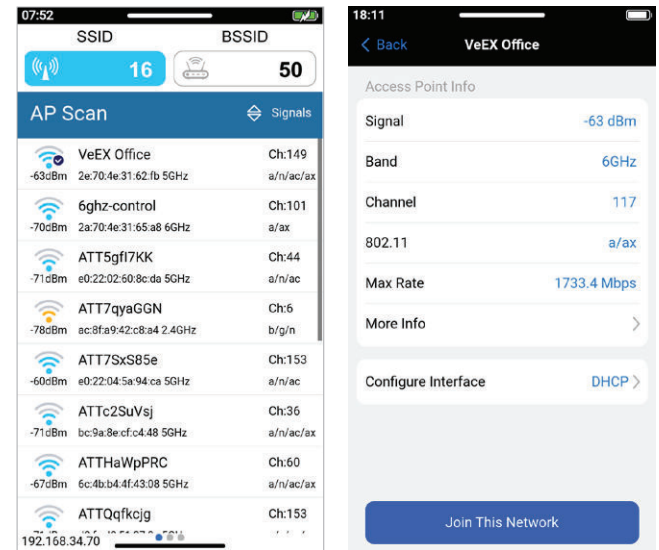 07:52
SSID BSSID
16 50
AP Scan Signals
VeEX Office Ch:149
-63dBm 2e:70:4e:31:62:fb 5GHz a/n/ac/ax
6ghz-control Ch:101
-70dBm 2a:70:4e:31:65:a8 6GHz a/ax
ATT5gfI7KK Ch:44
-71dBm e0:22:02:60:8c:da 5GHz a/n/ac
ATT7qyaGGN Ch:6
-78dBm ac:8f:a9:42:c8:a4 2.4GHz b/g/n
ATT7SxS85e Ch:153
-60dBm e0:22:04:5a:94:ca 5GHz a/n/ac
ATTc2SuVsj Ch:36
-71dBm bc:9a:8e:cf:c4:48 5GHz a/n/ac/ax
ATTHaWpPRC Ch:60
-67dBm 6c:4b:b4:4f:43:08 5GHz a/n/ac/ax
ATTQqfkcjg Ch:153
192.168.34.70
18:11
Back VeEX Office
Access Point Info
Signal -63 dBm
Band 6GHz
Channel 117
802.11 a/ax
Max Rate 1733.4 Mbps
More Info
Configure Interface DHCP
Join This Network